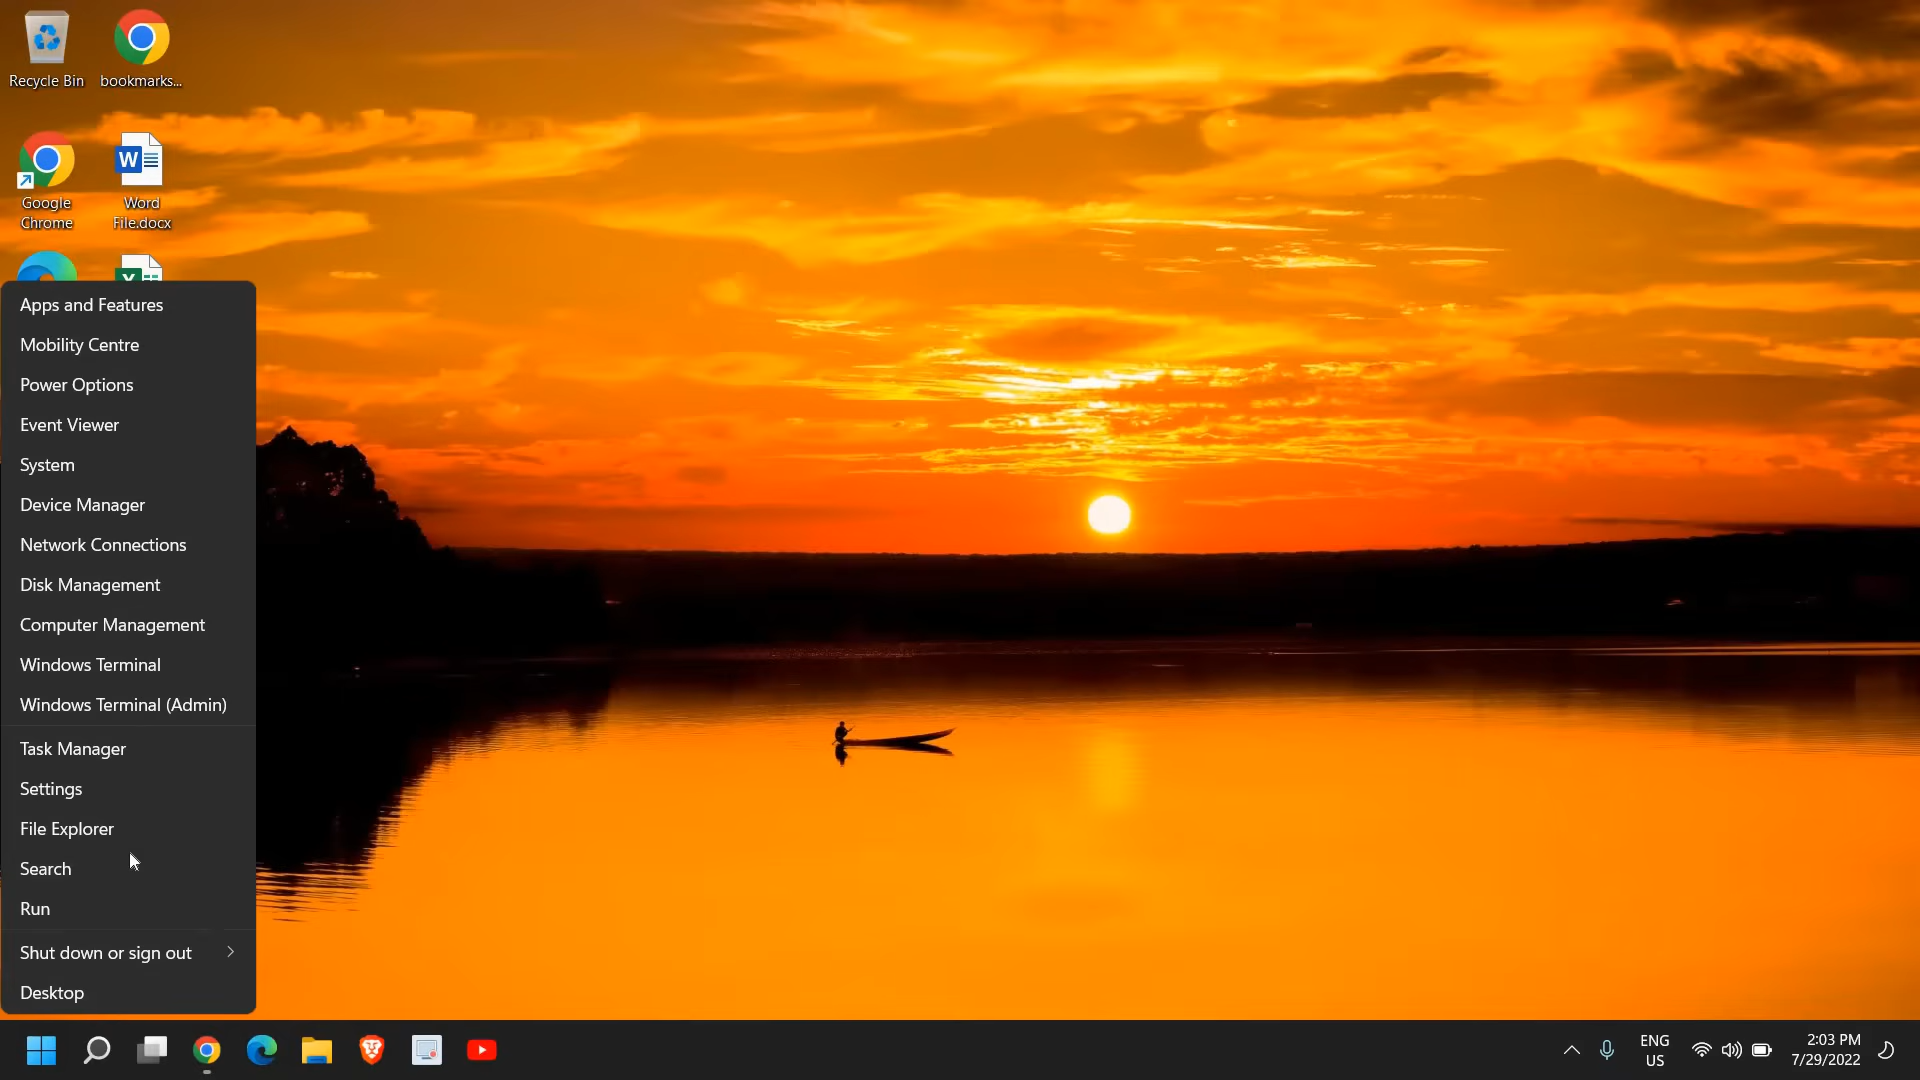 Recycle Bin
bookmarks...
Google
Chrome
Word
File.docx
Apps and Features
Mobility Centre
Power Options
Event Viewer
System
Device Manager
Network Connections
Disk Management
Computer Management
Windows Terminal
Windows Terminal (Admin)
Task Manager
Settings
File Explorer
Search
Run
Shut down or sign out
Desktop
ENG
US
2:03 PM
7/29/2022